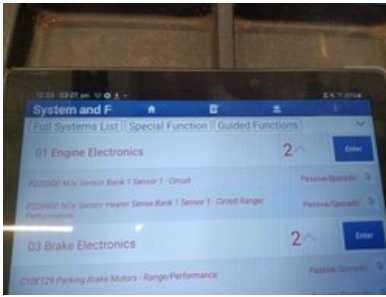 System and F
Full Systems List Special Function Guided Functions
01 Engine Electronics 2 Enter
P220000 NOx Sensor Bank 1 Sensor 1 - Circuit Passive/Sporadic
NOx Sensor Heater Sense Bank 1 Sensor 1 - Circuit Range/
Performance Passive/Sporadic
03 Brake Electronics 2 Enter
Parking Brake Motors - Range/Performance Passive/Sporadic